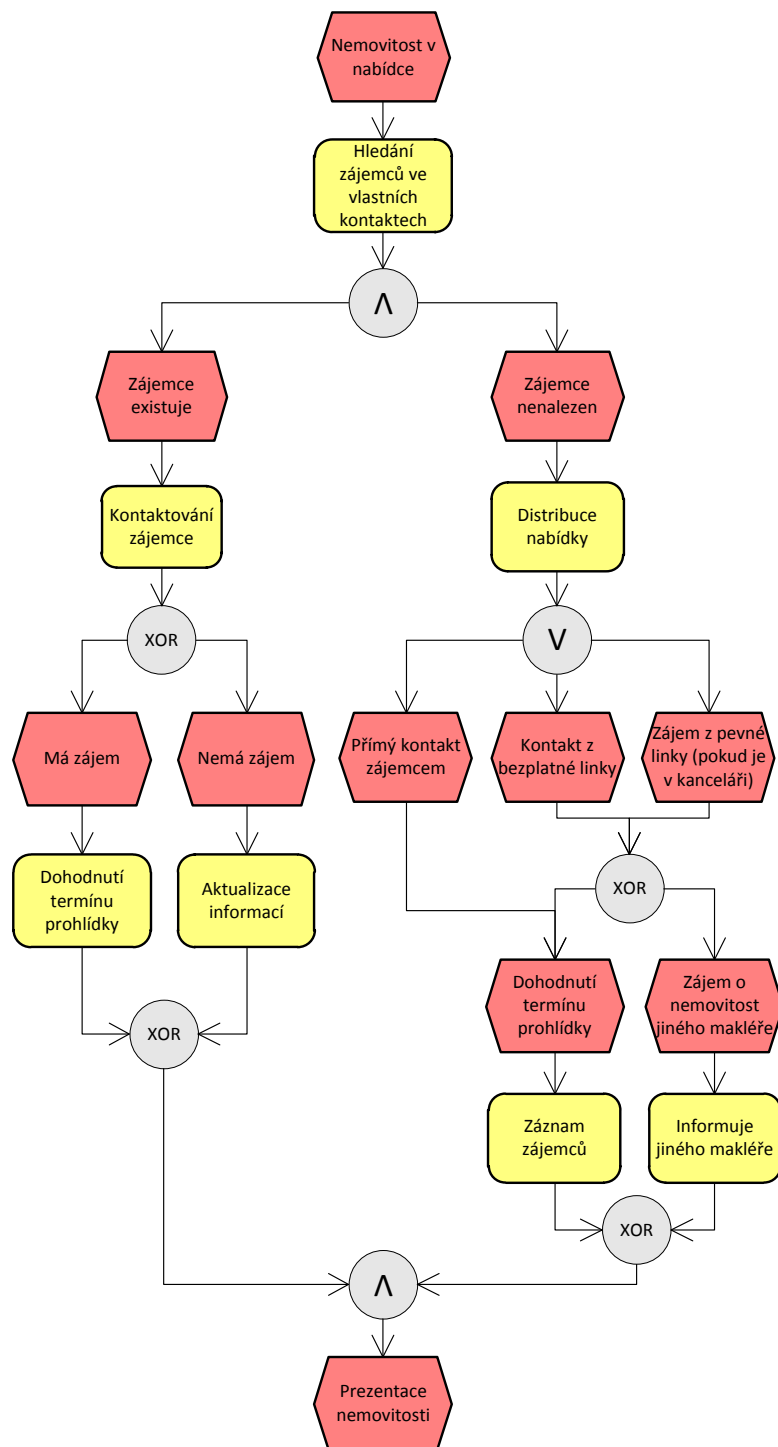 Nemovitost v
nabídce
Hledání
zájemců ve
vlastních
kontaktech
Λ
Zájemce
existuje
Zájemce
nenalezen
Kontaktování
zájemce
Distribuce
nabídky
XOR
V
Má zájem
Nemá zájem
Přímý kontakt
zájemcem
Kontakt z
bezplatné linky
Zájem z pevné
linky (pokud je
v kanceláři)
Dohodnutí
termínu
prohlídky
Aktualizace
informací
XOR
Dohodnutí
termínu
prohlídky
Zájem o
nemovitost
jiného makléře
XOR
Záznam
zájemců
Informuje
jiného makléře
XOR
Λ
Prezentace
nemovitosti